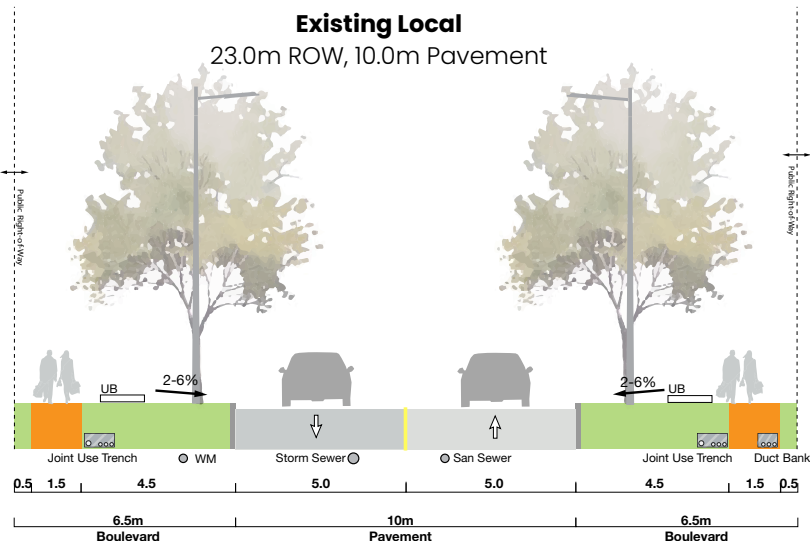 Existing Local
23.0m ROW, 10.0m Pavement
Public Right-of-Way
Public Right-of-Way
UB
2-6%
2-6%
UB
Joint Use Trench
WM
Storm Sewer
San Sewer
Joint Use Trench
Duct Bank
0.5 1.5 4.5 5.0 5.0 4.5 1.5 0.5
6.5m 10m 6.5m
Boulevard Pavement Boulevard